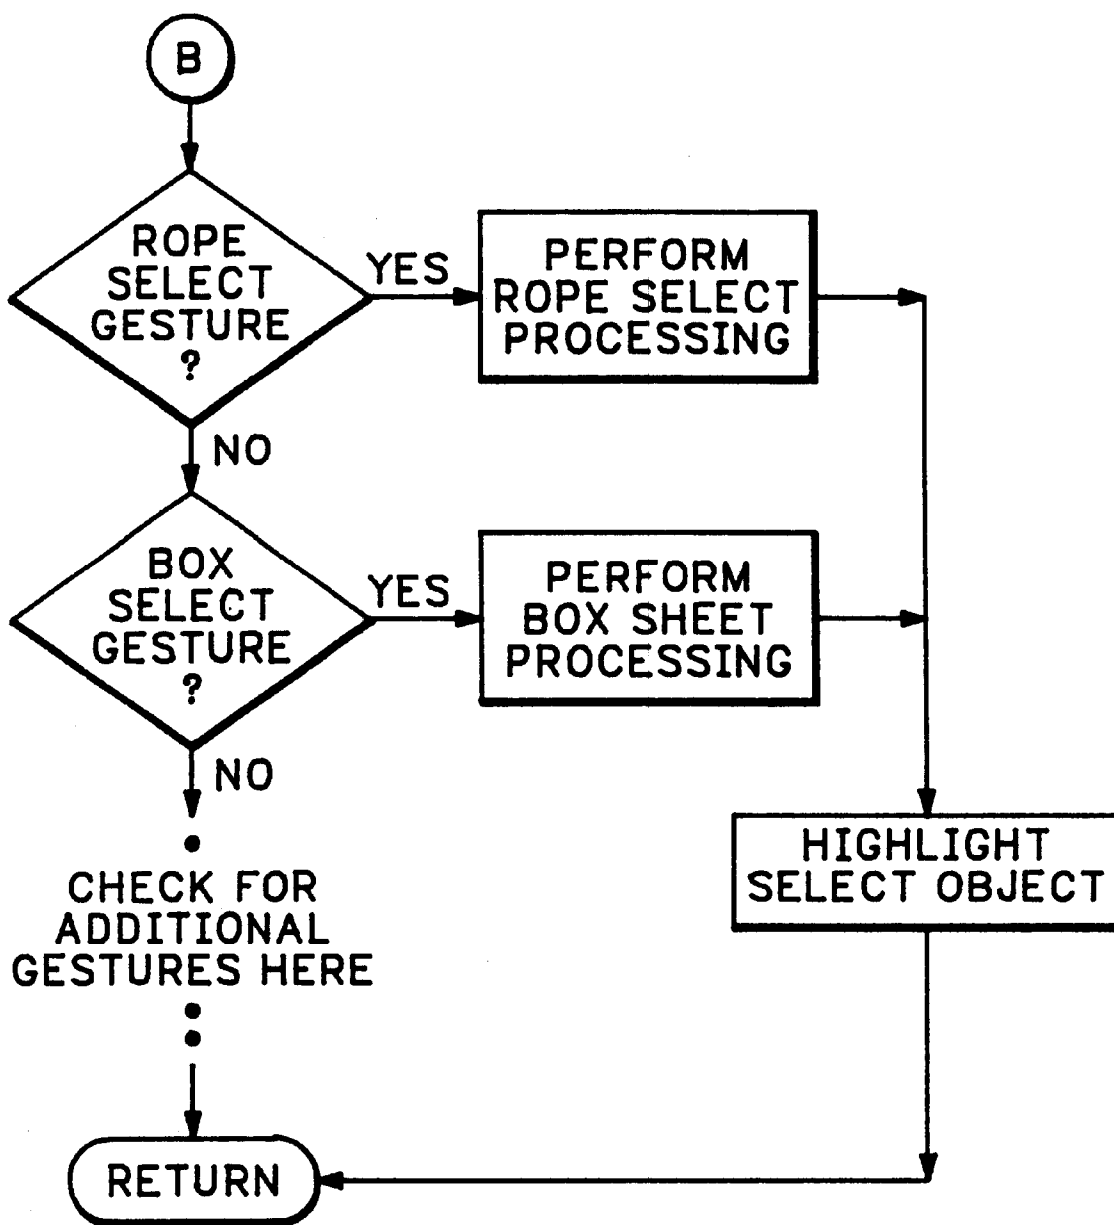 B
ROPE
SELECT
GESTURE
?
YES
PERFORM
ROPE SELECT
PROCESSING
NO
BOX
SELECT
GESTURE
?
YES
PERFORM
BOX SHEET
PROCESSING
NO
HIGHLIGHT
SELECT OBJECT
CHECK FOR
ADDITIONAL
GESTURES HERE
RETURN